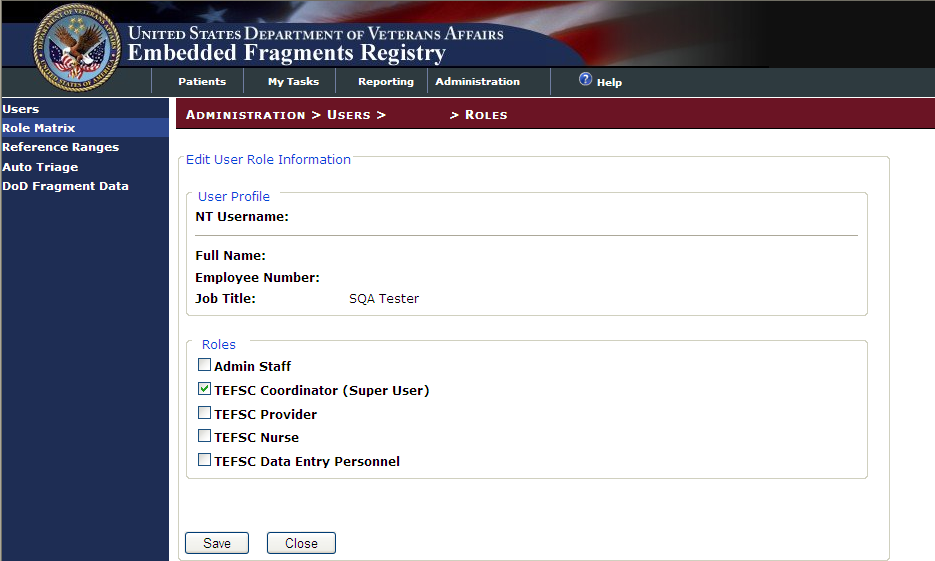 UNITED STATES DEPARTMENT OF VETERANS AFFAIRS
Embedded Fragments Registry
Patients My Tasks Reporting Administration ? Help
Users
Role Matrix
Reference Ranges
Auto Triage
DoD Fragment Data
ADMINISTRATION > USERS > > ROLES
Edit User Role Information
User Profile
NT Username:
Full Name:
Employee Number:
Job Title: SQA Tester
Roles
Admin Staff
TEFSC Coordinator (Super User)
TEFSC Provider
TEFSC Nurse
TEFSC Data Entry Personnel
Save Close